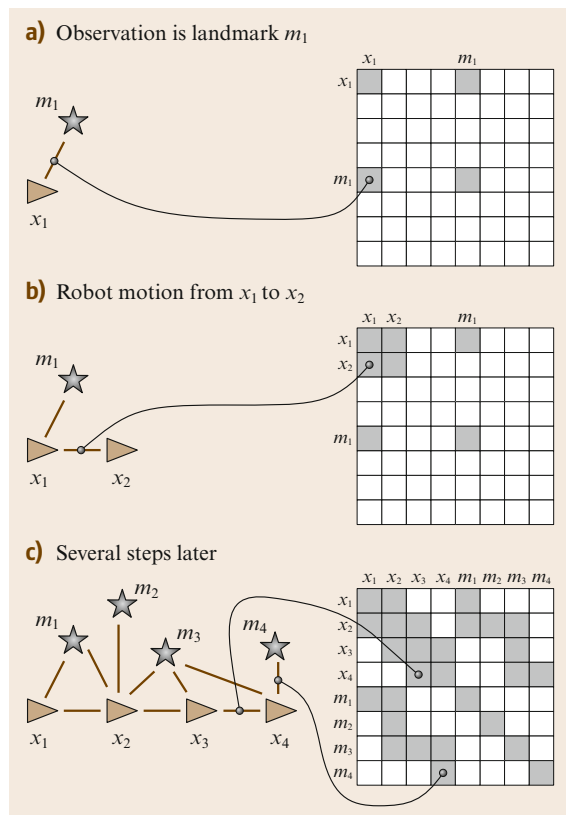 a) Observation is landmark m₁
x₁ m₁
x₁
m₁
m₁
x₁
b) Robot motion from x₁ to x₂
x₁ x₂ m₁
x₁
x₂
m₁
m₁
x₁ x₂
c) Several steps later
x₁ x₂ x₃ x₄ m₁ m₂ m₃ m₄
x₁
x₂
x₃
x₄
m₁
m₂
m₃
m₄
m₁ m₂ m₃ m₄
x₁ x₂ x₃ x₄